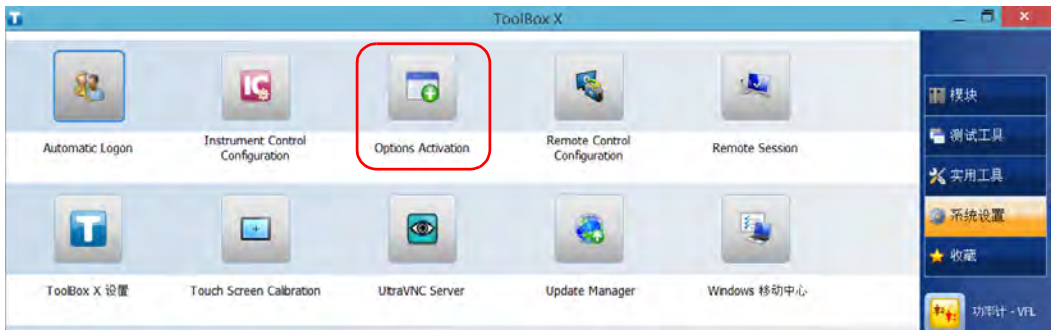 ToolBox X
Automatic Logon
Instrument Control
Configuration
Options Activation
Remote Control
Configuration
Remote Session
ToolBox X 设置
Touch Screen Calibration
UltraVNC Server
Update Manager
Windows 移动中心
模块
测试工具
实用工具
系统设置
收藏
功率计 - VFL